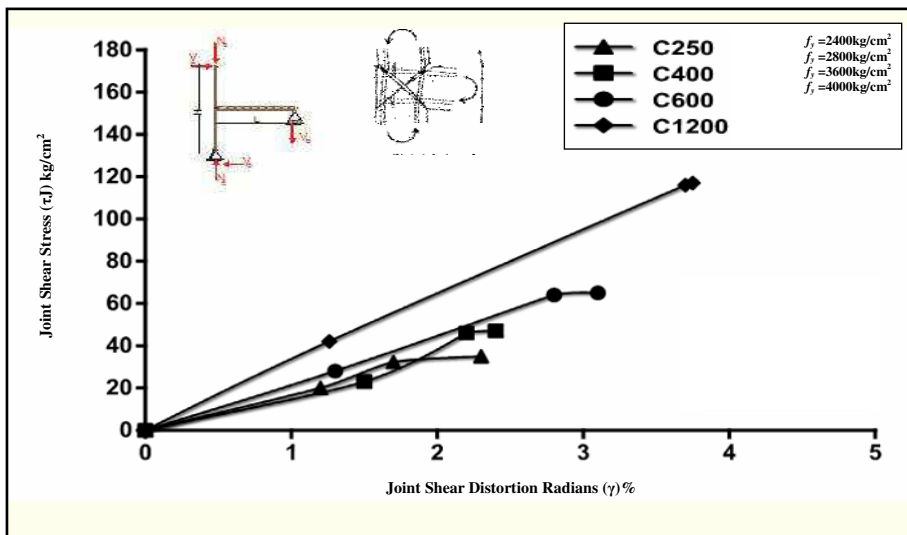 C250
C400
C600
C1200
fy =2400kg/cm2
fy =2800kg/cm2
fy =3600kg/cm2
fy =4000kg/cm2
Joint Shear Stress (τJ) kg/cm2
180
160
140
120
100
80
60
40
20
0
0
1
2
3
4
5
Joint Shear Distortion Radians (γ)%